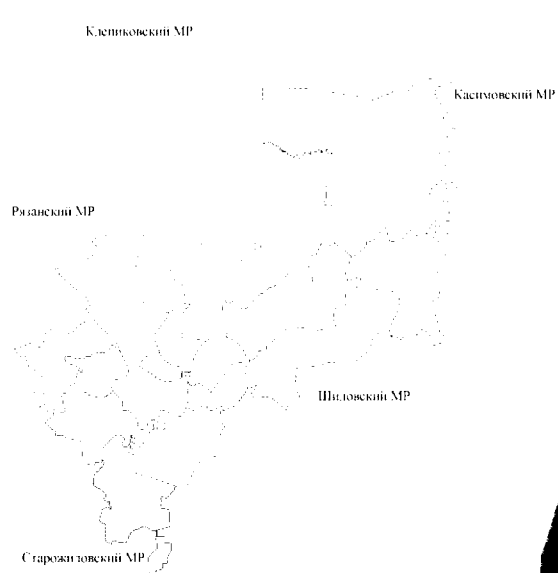 Клепиковский МР
Касимовский МР
Рязанский МР
Шиловский МР
Старожиловский МР